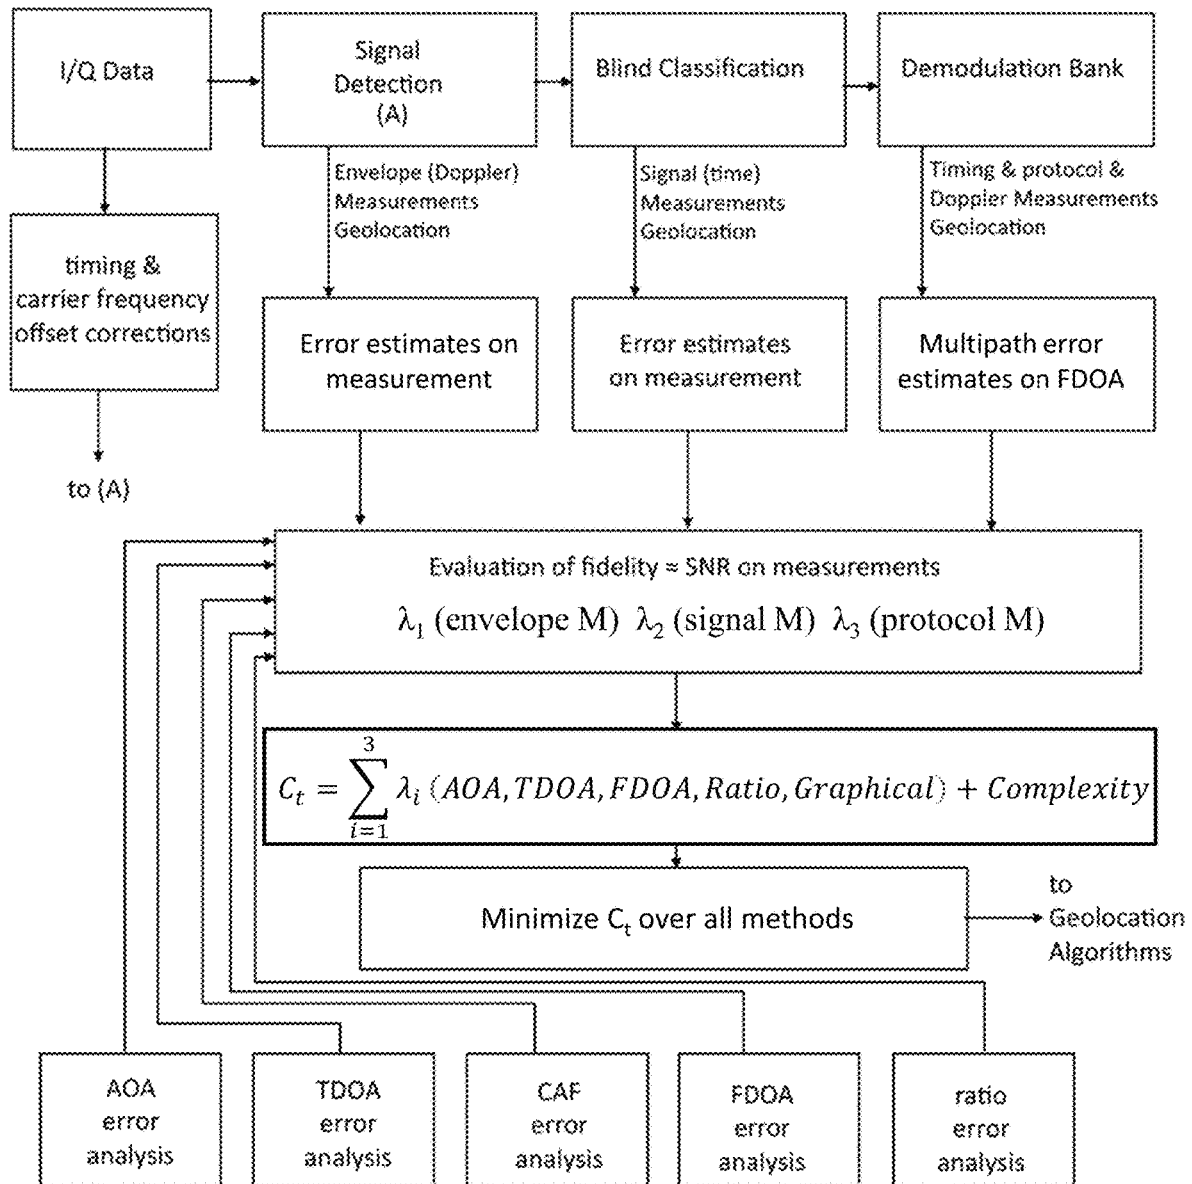 I/Q Data
Signal
Detection
(A)
Blind Classification
Demodulation Bank
Envelope (Doppler)
Measurements
Geolocation
Signal (time)
Measurements
Geolocation
Timing & protocol &
Doppler Measurements
Geolocation
timing &
carrier frequency
offset corrections
to (A)
Error estimates on
measurement
Error estimates
on measurement
Multipath error
estimates on FDOA
Evaluation of fidelity = SNR on measurements
λ₁ (envelope M) λ₂ (signal M) λ₃ (protocol M)
3
Cₜ = ∑ λᵢ (AOA, TDOA, FDOA, Ratio, Graphical) + Complexity
i=1
Minimize Cₜ over all methods
to
Geolocation
Algorithms
AOA
error
analysis
TDOA
error
analysis
CAF
error
analysis
FDOA
error
analysis
ratio
error
analysis